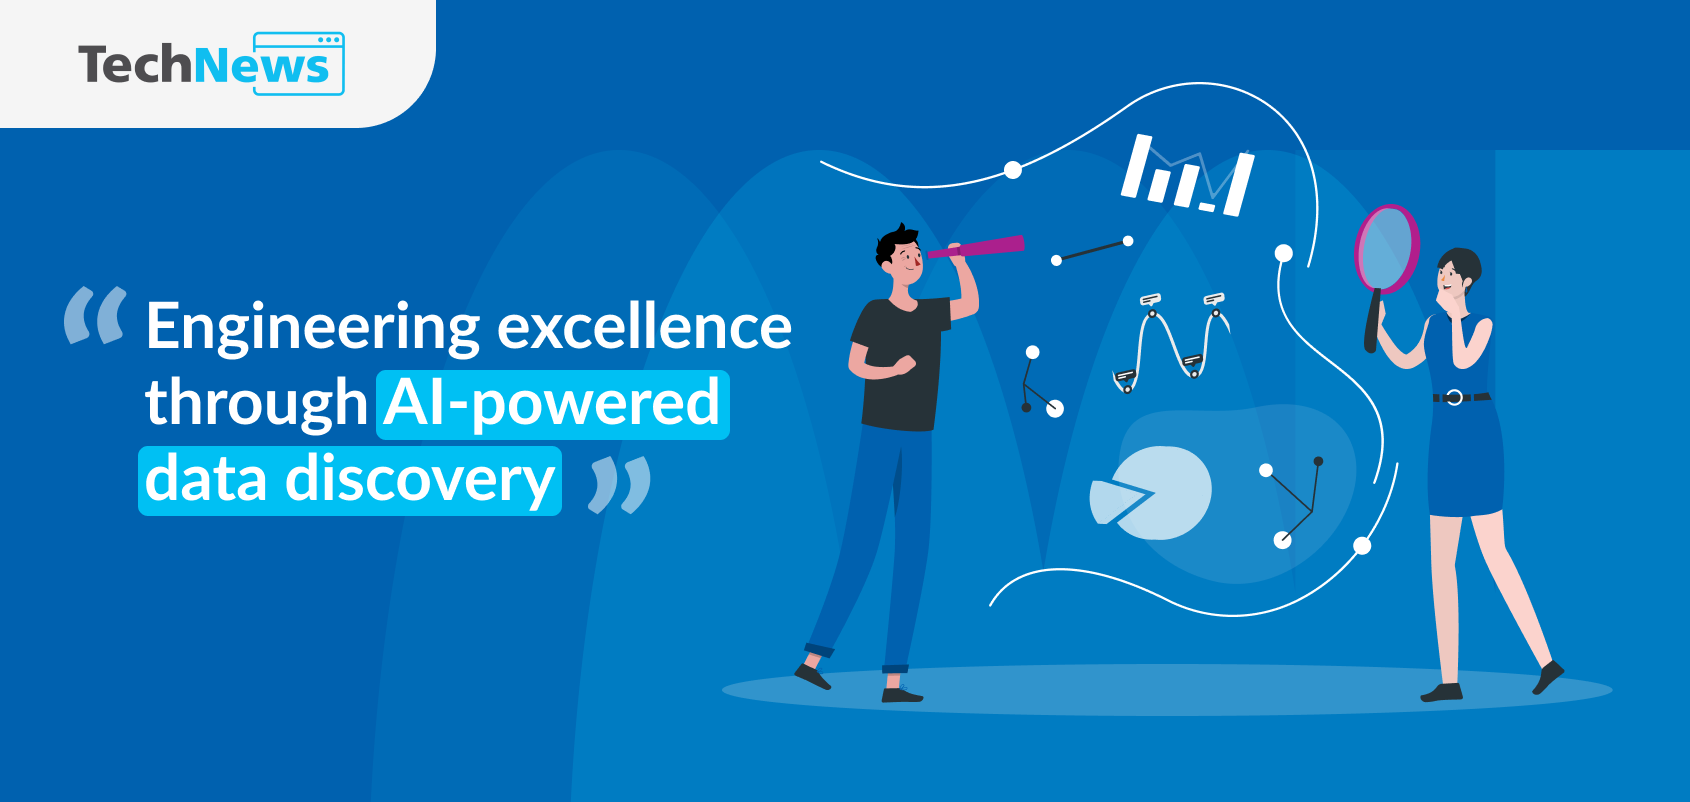 TechNews
“Engineering excellence
through AI-powered
data discovery”